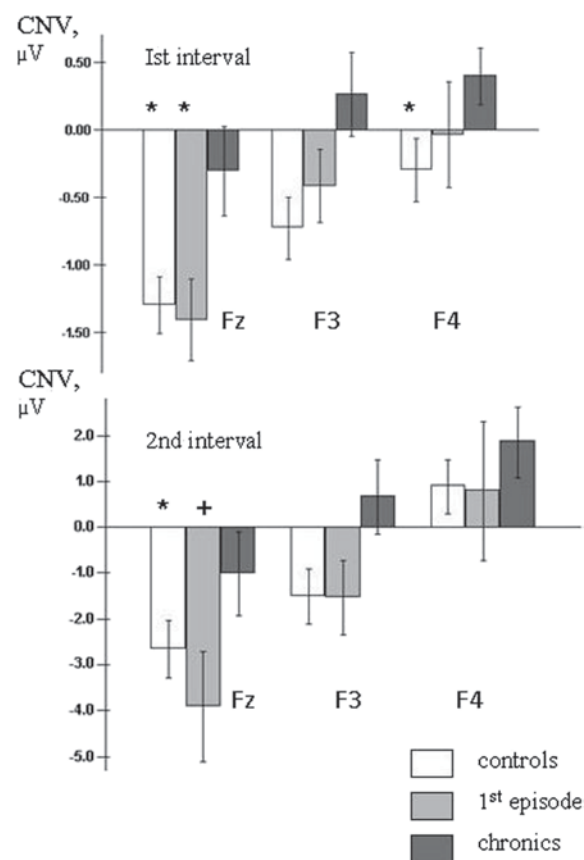 CNV,
μV
Ist interval
0.50
* * *
0.00
-0.50
-1.00
-1.50
Fz F3 F4
CNV,
μV
2nd interval
2.0
1.0
* +
0.0
-1.0
-2.0
-3.0
-4.0
-5.0
Fz F3 F4
controls
1st episode
chronics